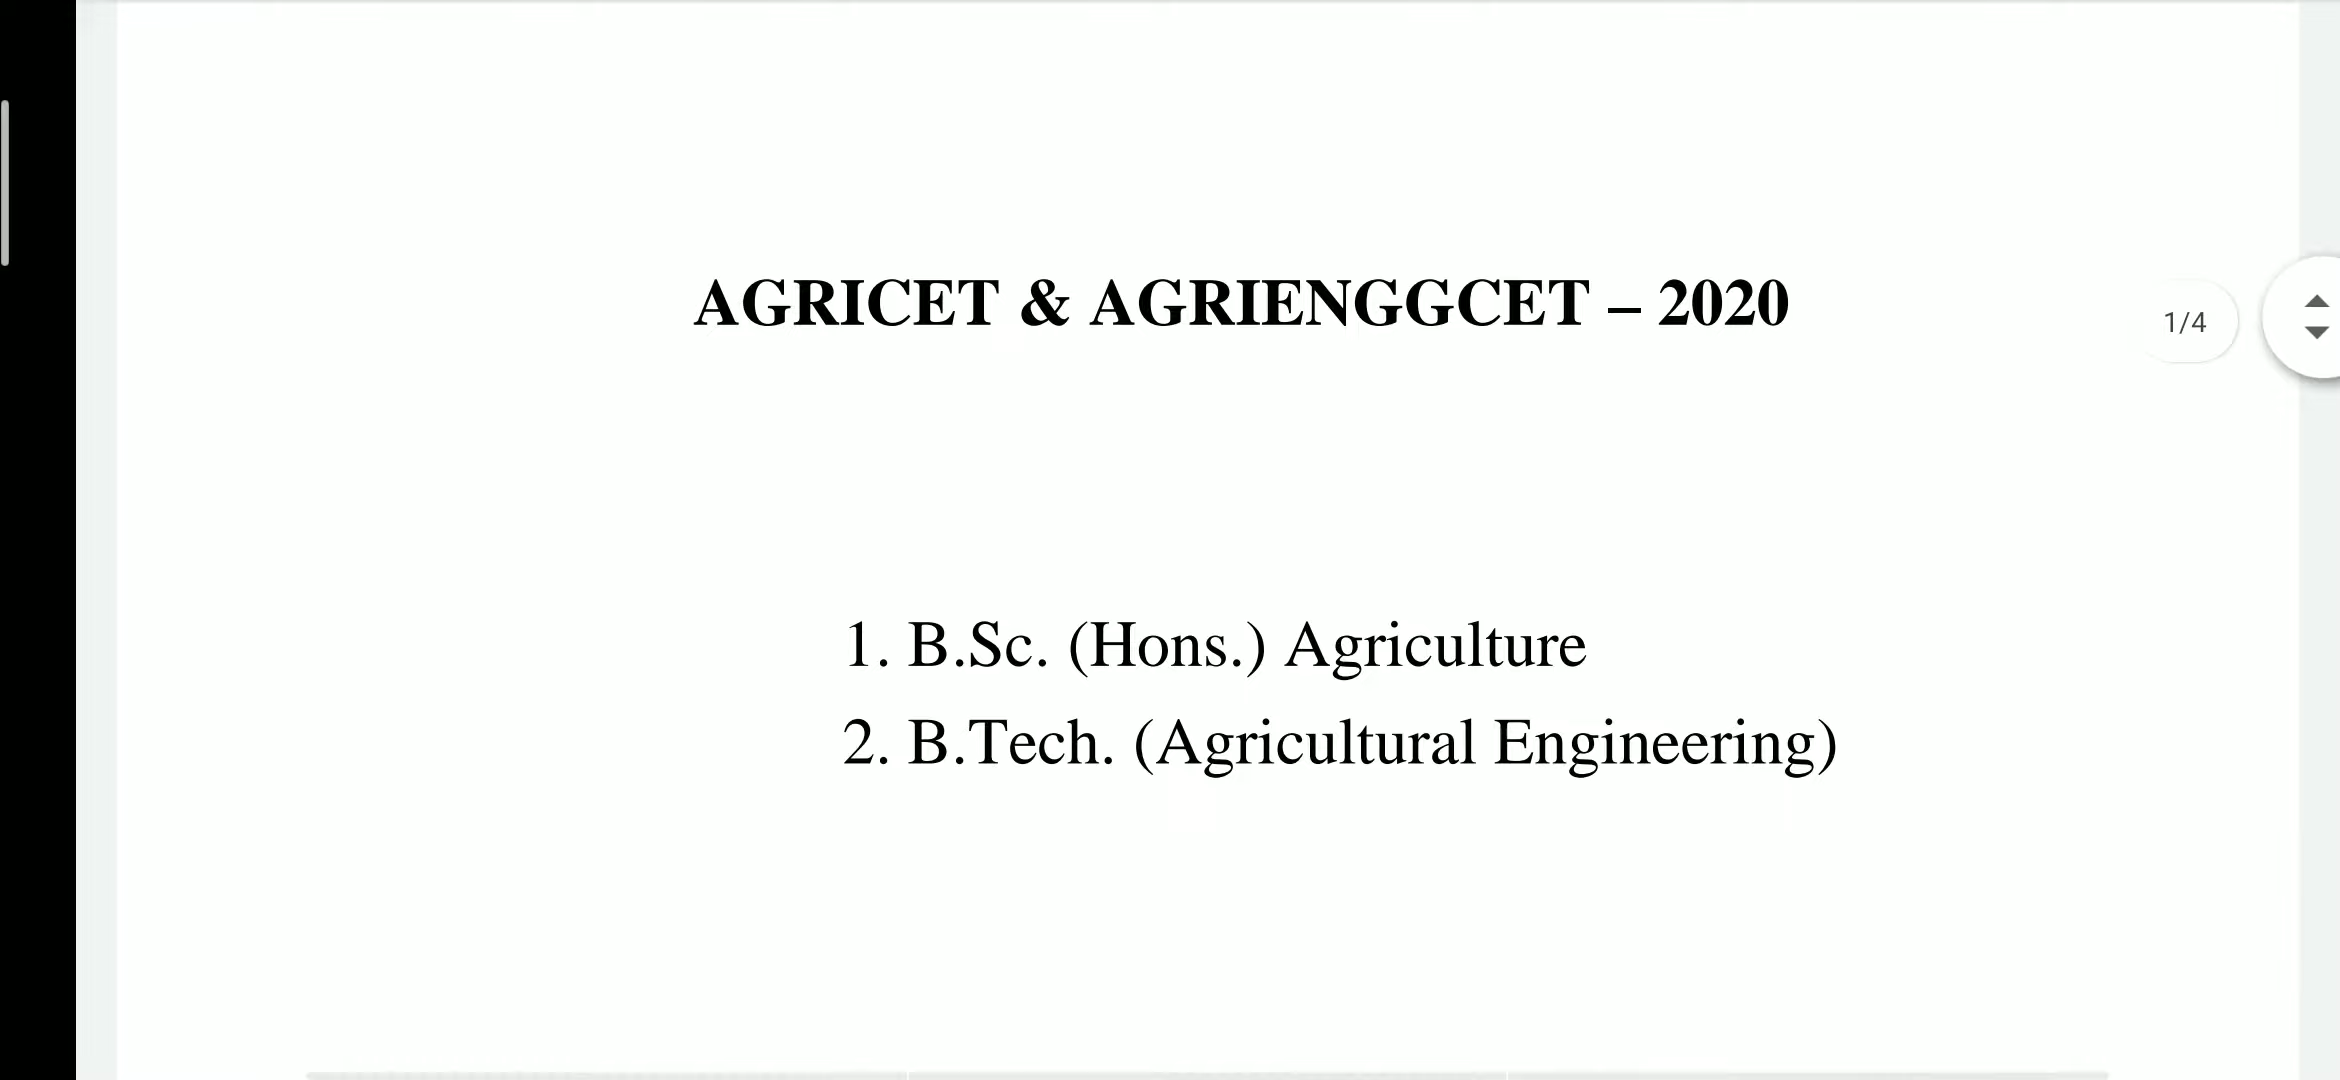 AGRICET & AGRIENGGCET – 2020
1/4
1. B.Sc. (Hons.) Agriculture
2. B.Tech. (Agricultural Engineering)